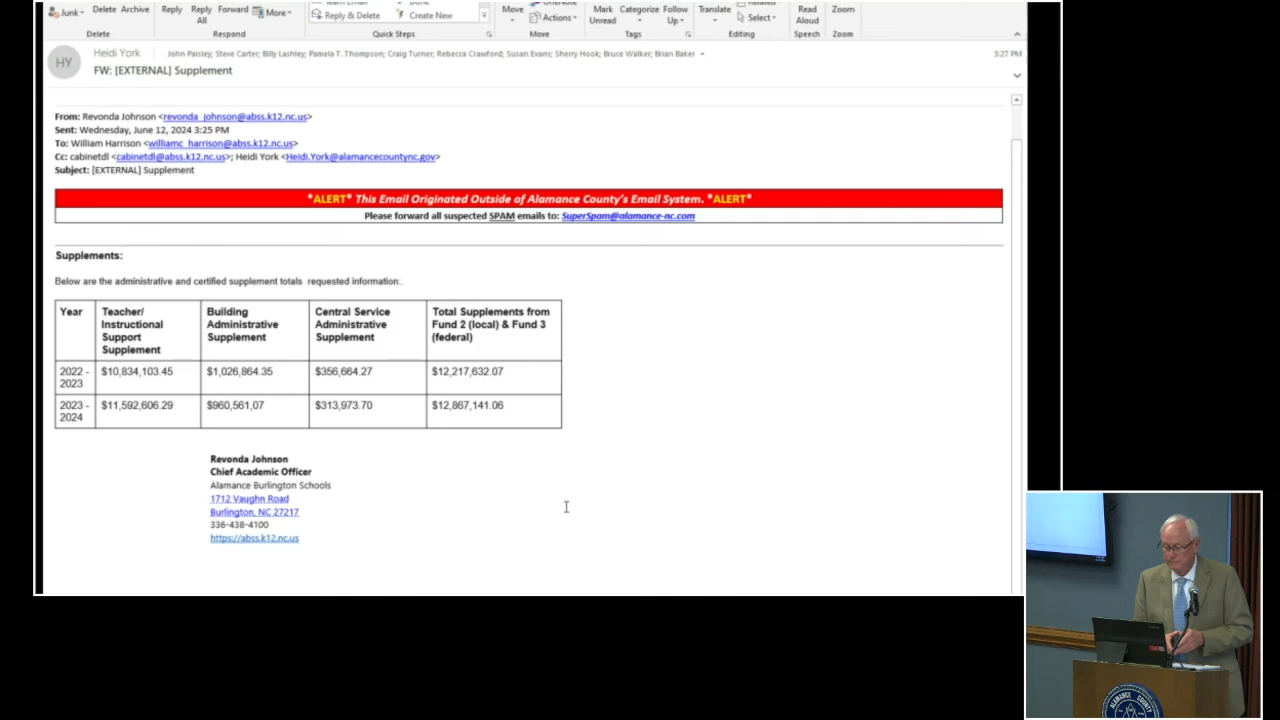 Junk Delete Archive Reply Reply Forward More
All
Reply & Delete Create New
Move Actions Mark Categorize Follow Translate Select Read Zoom
Unread Up Aloud
Delete Respond Quick Steps Move Tags Editing Speech Zoom
HY
Heidi York John Paisley; Steve Carter; Billy Lashley; Pamela T. Thompson; Craig Turner; Rebecca Crawford; Susan Evans; Sherry Hook; Bruce Walker; Brian Baker
3:27 PM
FW: [EXTERNAL] Supplement
From: Revonda Johnson <revonda_johnson@abss.k12.nc.us>
Sent: Wednesday, June 12, 2024 3:25 PM
To: William Harrison <williamc_harrison@abss.k12.nc.us>
Cc: cabinetdl <cabinetdl@abss.k12.nc.us>; Heidi York <Heidi.York@alamancecountync.gov>
Subject: [EXTERNAL] Supplement
*ALERT* This Email Originated Outside of Alamance County's Email System. *ALERT*
Please forward all suspected SPAM emails to: SuperSpam@alamance-nc.com
Supplements:
Below are the administrative and certified supplement totals requested information:.
Year Teacher/ Building Central Service Total Supplements from
Instructional Administrative Administrative Fund 2 (local) & Fund 3
Support Supplement Supplement (federal)
Supplement
2022 - $10,834,103.45 $1,026,864.35 $356,664.27 $12,217,632.07
2023
2023 - $11,592,606.29 $960,561,07 $313,973.70 $12,867,141.06
2024
Revonda Johnson
Chief Academic Officer
Alamance Burlington Schools
1712 Vaughn Road
Burlington, NC 27217
336-438-4100
https://abss.k12.nc.us
ALAMANCE COUNTY